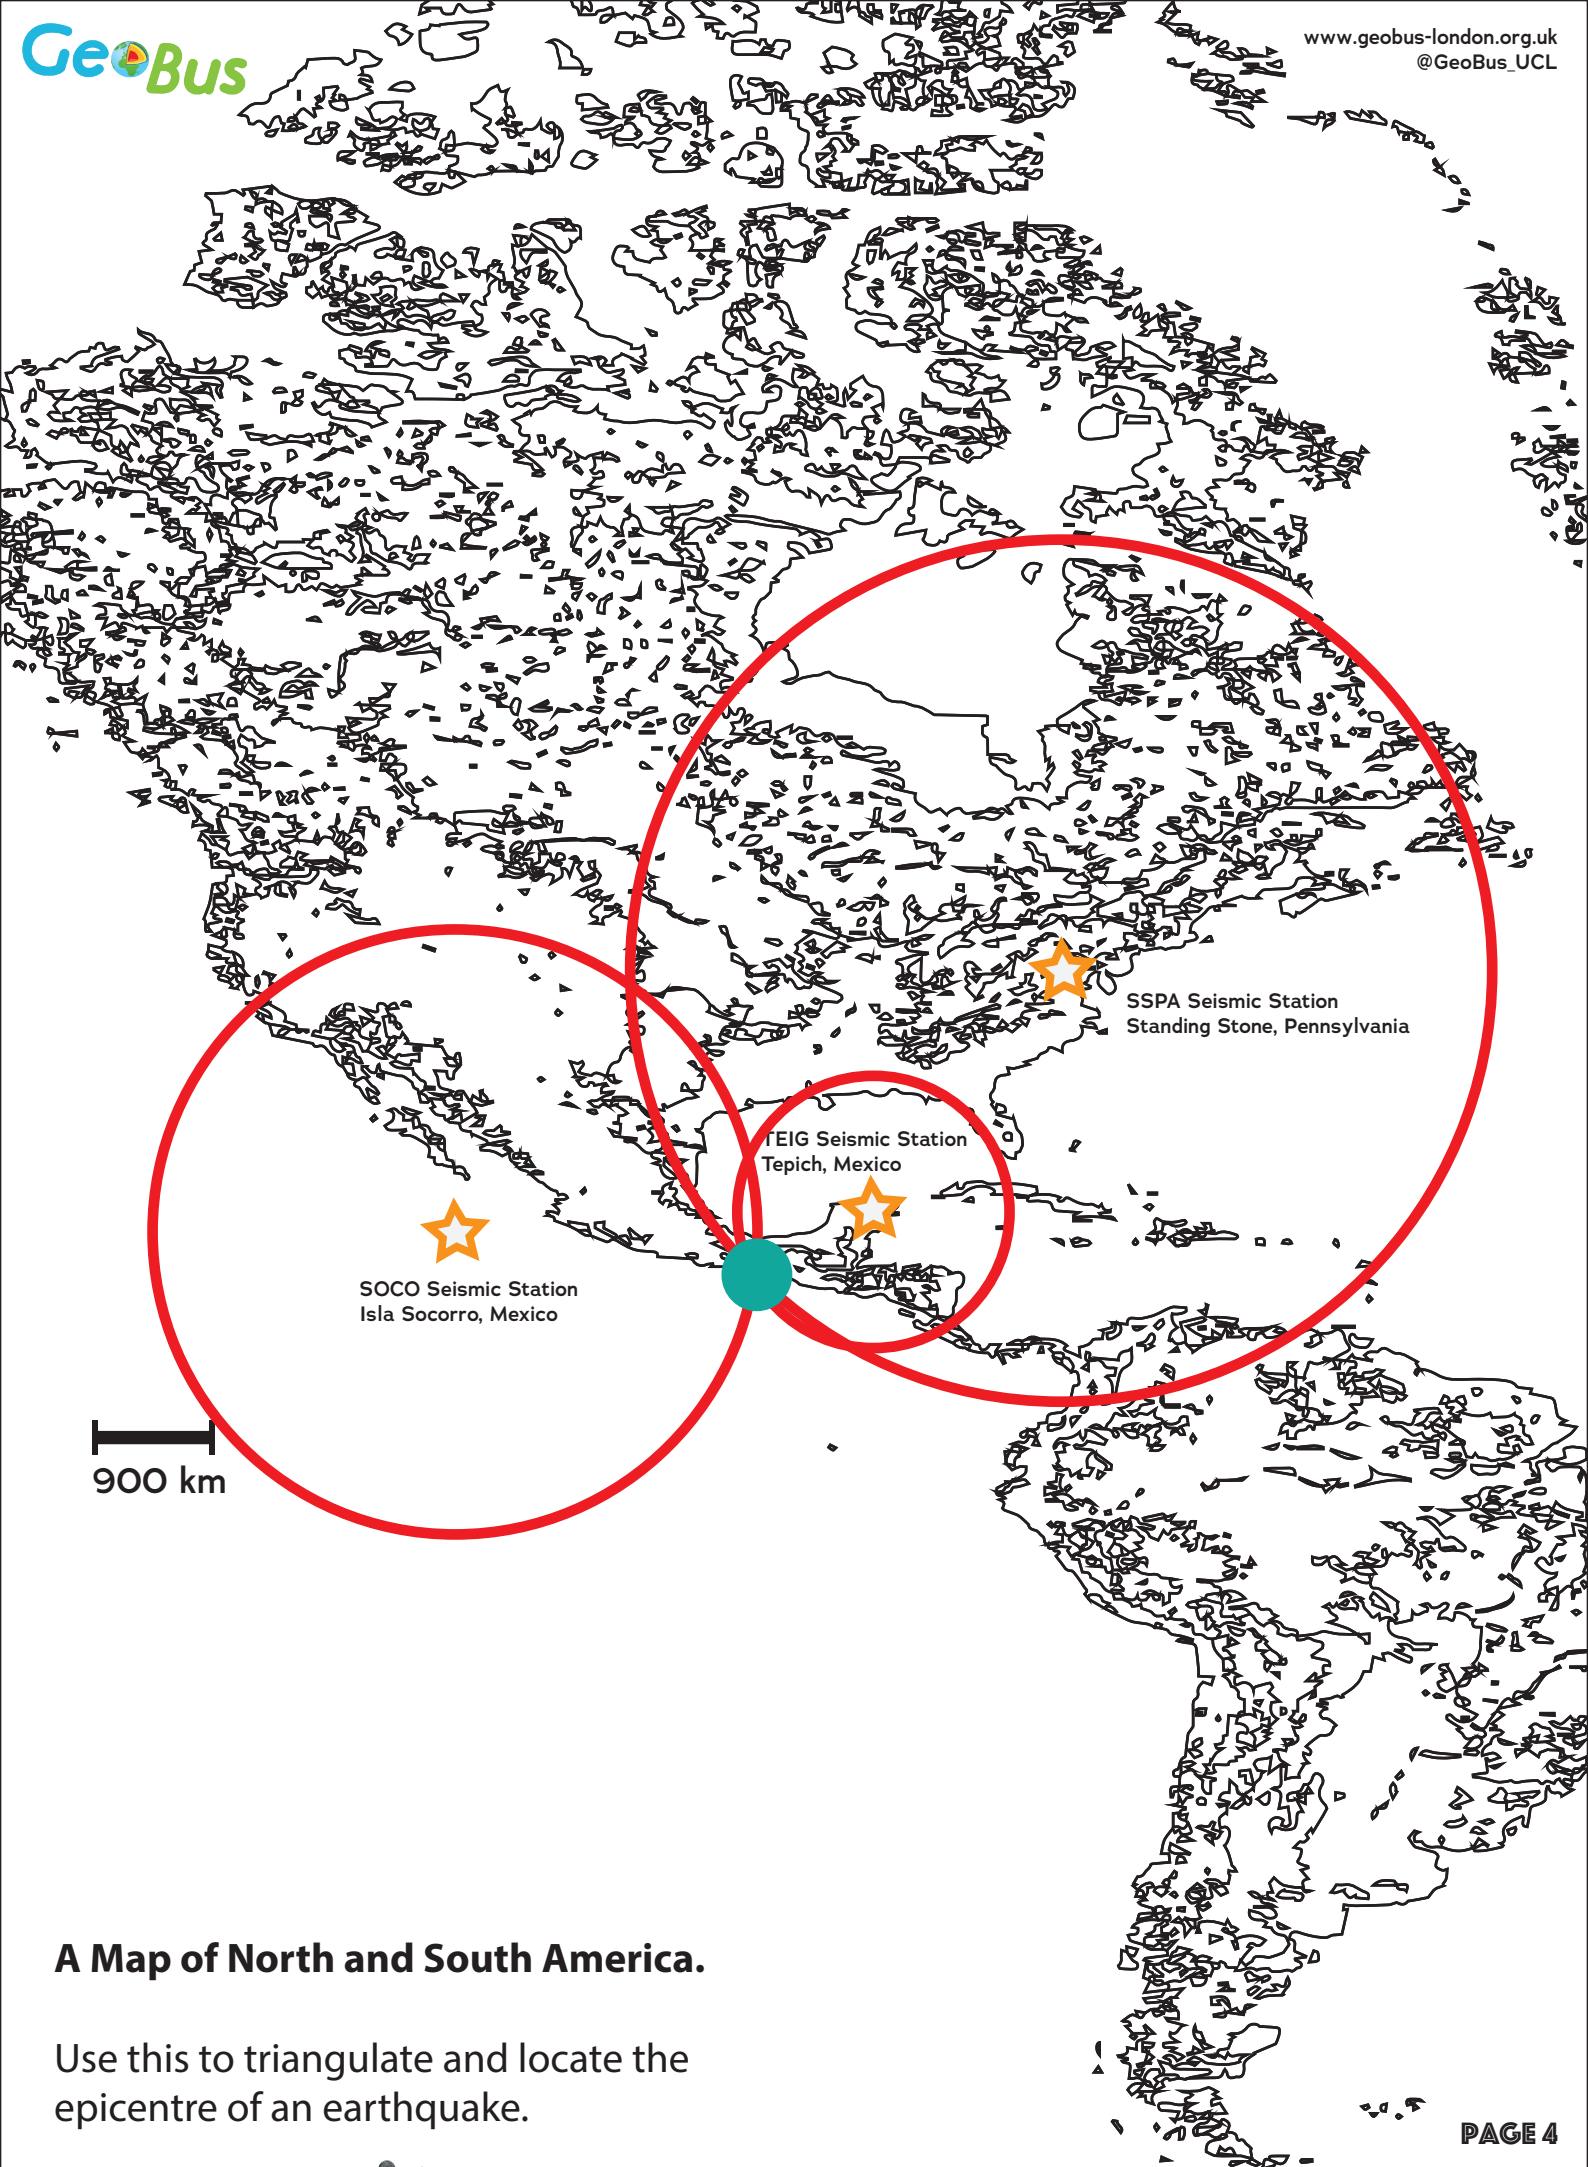 GeoBus
www.geobus-london.org.uk
@GeoBus_UCL
SSPA Seismic Station
Standing Stone, Pennsylvania
TEIG Seismic Station
Tepich, Mexico
SOCO Seismic Station
Isla Socorro, Mexico
900 km
A Map of North and South America.
Use this to triangulate and locate the
epicentre of an earthquake.
PAGE 4